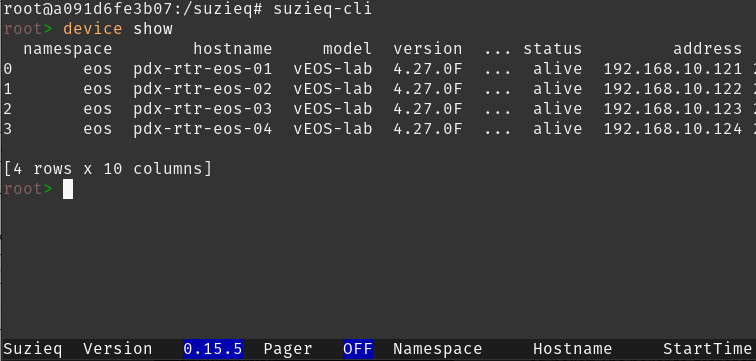 root@a091d6fe3b07:/suzieq# suzieq-cli
root> device show
namespace hostname model version ... status address
0 eos pdx-rtr-eos-01 vEOS-lab 4.27.0F ... alive 192.168.10.121 2
1 eos pdx-rtr-eos-02 vEOS-lab 4.27.0F ... alive 192.168.10.122 2
2 eos pdx-rtr-eos-03 vEOS-lab 4.27.0F ... alive 192.168.10.123 2
3 eos pdx-rtr-eos-04 vEOS-lab 4.27.0F ... alive 192.168.10.124 2
[4 rows x 10 columns]
root>
Suzieq Version 0.15.5 Pager OFF Namespace Hostname StartTime